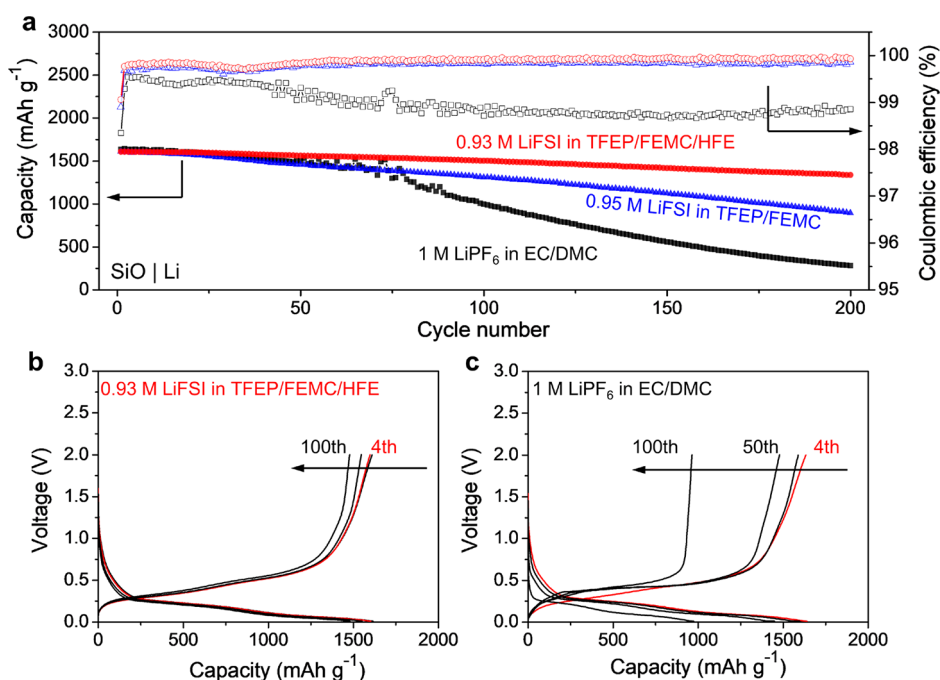 a
3000
2500
2000
1500
1000
500
0
Capacity (mAh g⁻¹)
100
99
98
97
96
95
Coulombic efficiency (%)
0.93 M LiFSI in TFEP/FEMC/HFE
0.95 M LiFSI in TFEP/FEMC
1 M LiPF₆ in EC/DMC
SiO | Li
0 50 100 150 200
Cycle number
b
3.0
2.5
2.0
1.5
1.0
0.5
0.0
Voltage (V)
0.93 M LiFSI in TFEP/FEMC/HFE
100th 4th
0 500 1000 1500 2000
Capacity (mAh g⁻¹)
c
3.0
2.5
2.0
1.5
1.0
0.5
0.0
Voltage (V)
1 M LiPF₆ in EC/DMC
100th 50th 4th
0 500 1000 1500 2000
Capacity (mAh g⁻¹)